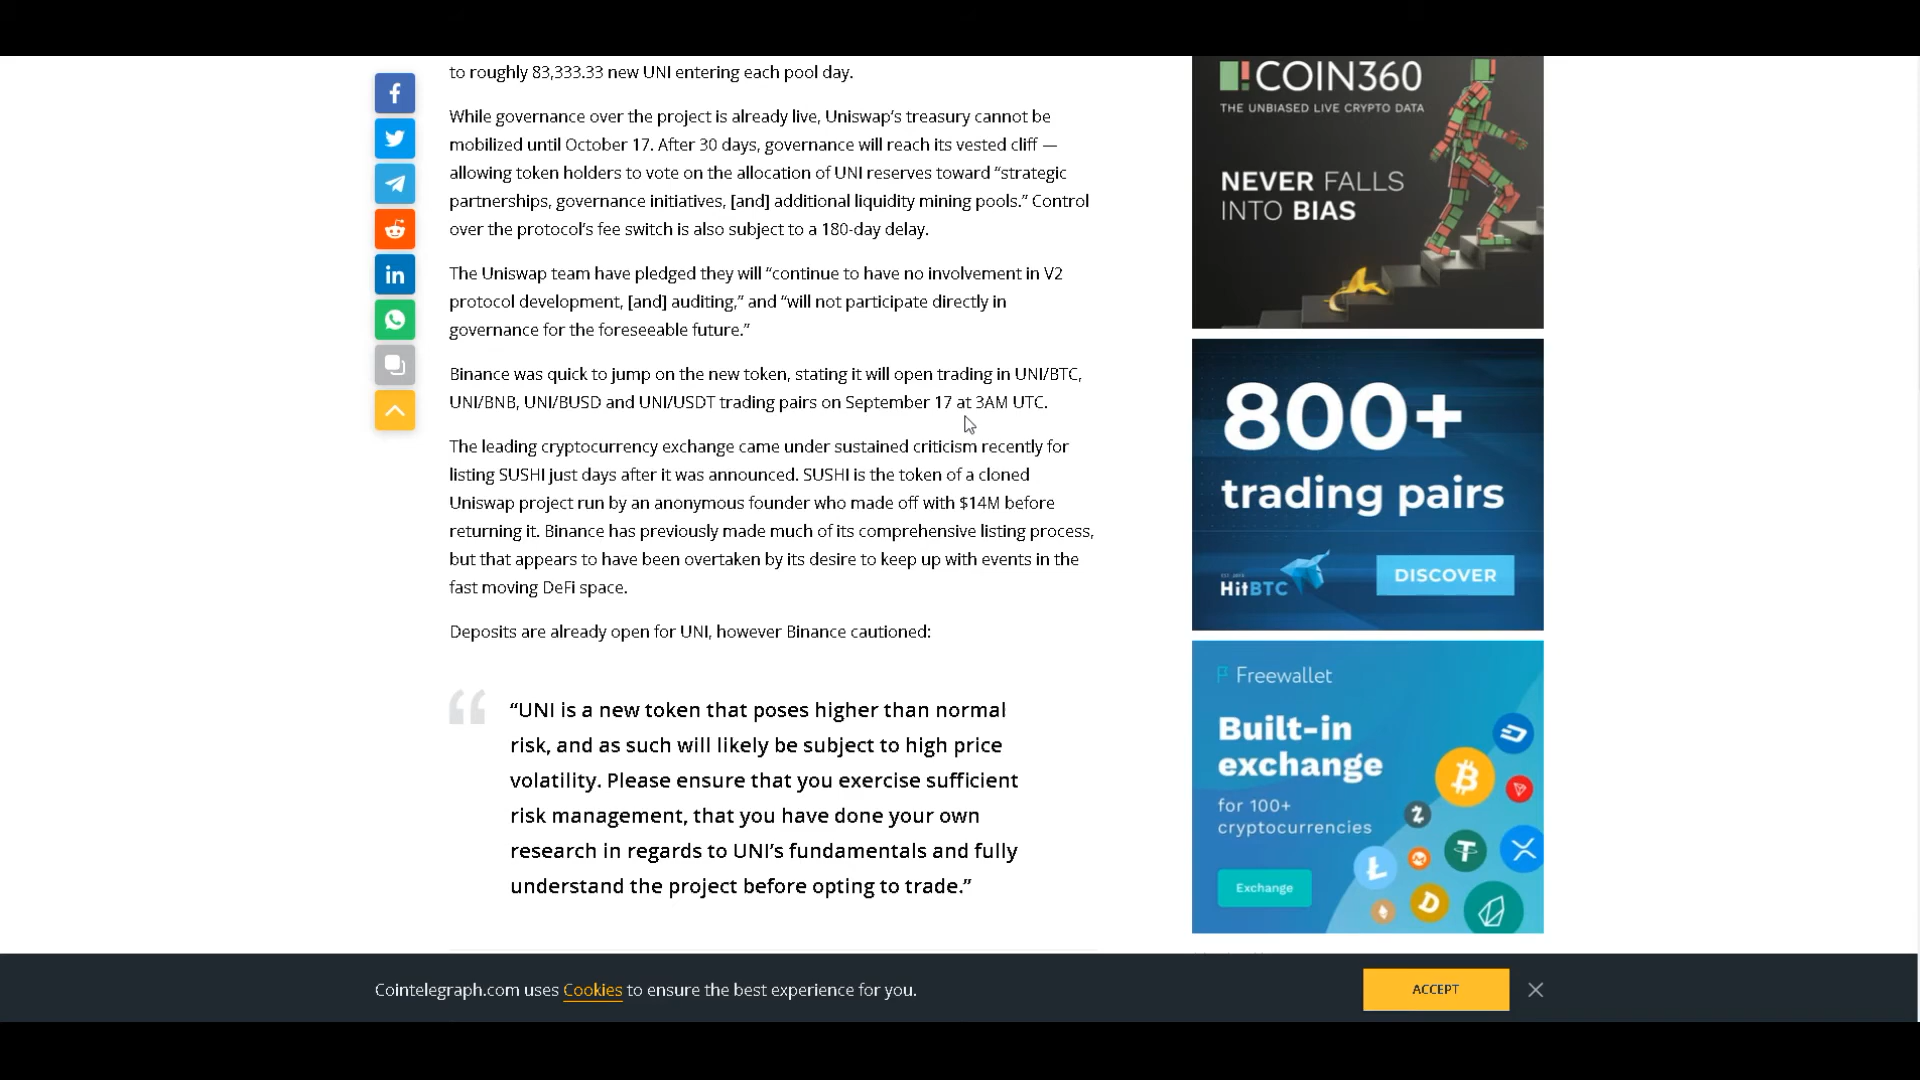 to roughly 83,333.33 new UNI entering each pool day.
While governance over the project is already live, Uniswap’s treasury cannot be
mobilized until October 17. After 30 days, governance will reach its vested cliff —
allowing token holders to vote on the allocation of UNI reserves toward “strategic
partnerships, governance initiatives, [and] additional liquidity mining pools.” Control
over the protocol’s fee switch is also subject to a 180-day delay.
The Uniswap team have pledged they will “continue to have no involvement in V2
protocol development, [and] auditing,” and “will not participate directly in
governance for the foreseeable future.”
Binance was quick to jump on the new token, stating it will open trading in UNI/BTC,
UNI/BNB, UNI/BUSD and UNI/USDT trading pairs on September 17 at 3AM UTC.
The leading cryptocurrency exchange came under sustained criticism recently for
listing SUSHI just days after it was announced. SUSHI is the token of a cloned
Uniswap project run by an anonymous founder who made off with $14M before
returning it. Binance has previously made much of its comprehensive listing process,
but that appears to have been overtaken by its desire to keep up with events in the
fast moving DeFi space.
Deposits are already open for UNI, however Binance cautioned:
“UNI is a new token that poses higher than normal
risk, and as such will likely be subject to high price
volatility. Please ensure that you exercise sufficient
risk management, that you have done your own
research in regards to UNI’s fundamentals and fully
understand the project before opting to trade.”
COIN360
THE UNBIASED LIVE CRYPTO DATA
NEVER FALLS
INTO BIAS
800+
trading pairs
HitBTC
DISCOVER
Freewallet
Built-in
exchange
for 100+
cryptocurrencies
Exchange
Cointelegraph.com uses Cookies to ensure the best experience for you.
ACCEPT